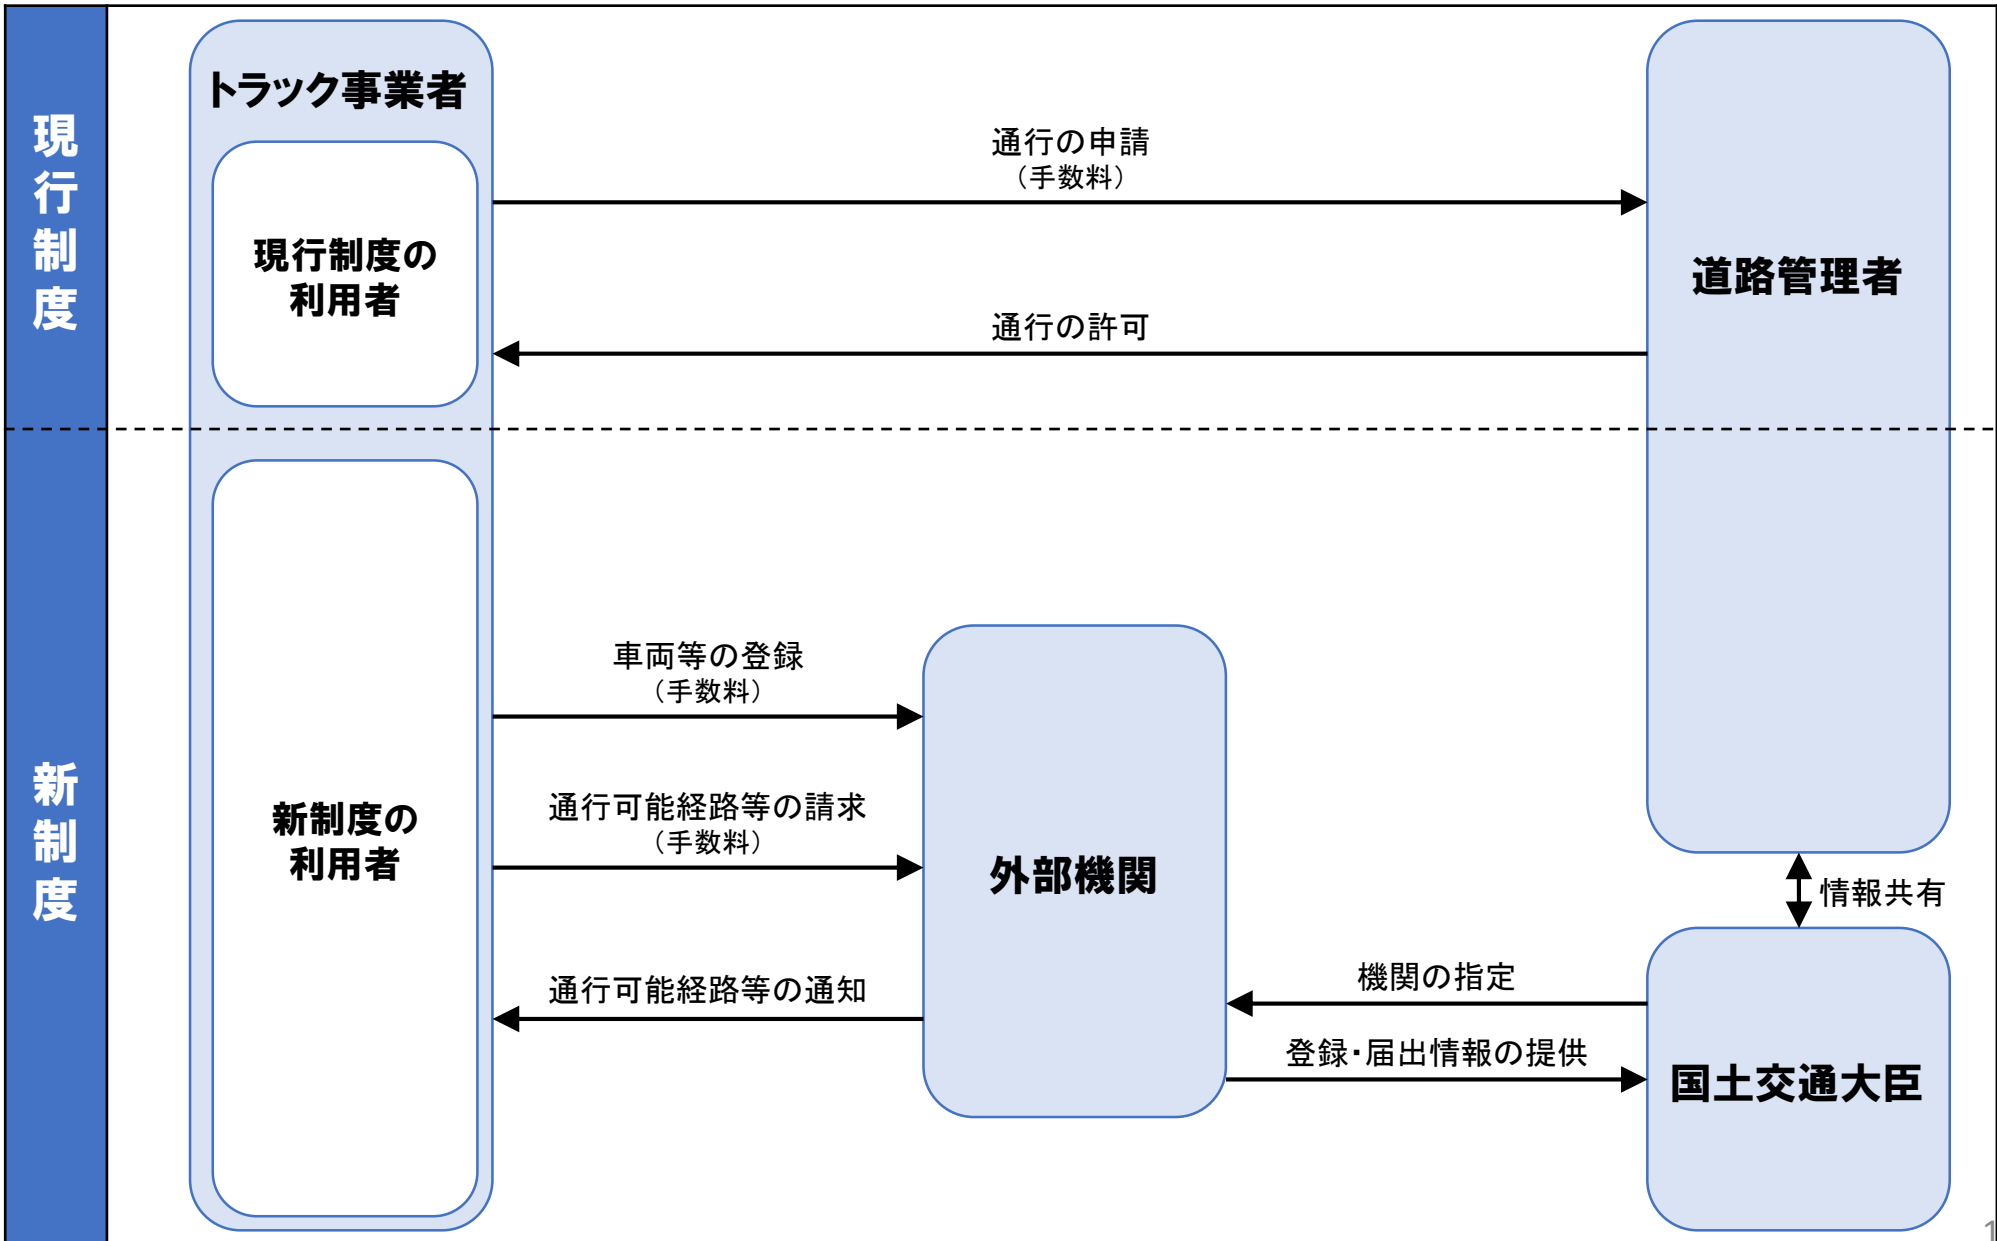 現行制度
トラック事業者
現行制度の
利用者
通行の申請
（手数料）
通行の許可
道路管理者
新制度
新制度の
利用者
車両等の登録
（手数料）
通行可能経路等の請求
（手数料）
通行可能経路等の通知
外部機関
情報共有
機関の指定
登録・届出情報の提供
国土交通大臣
1